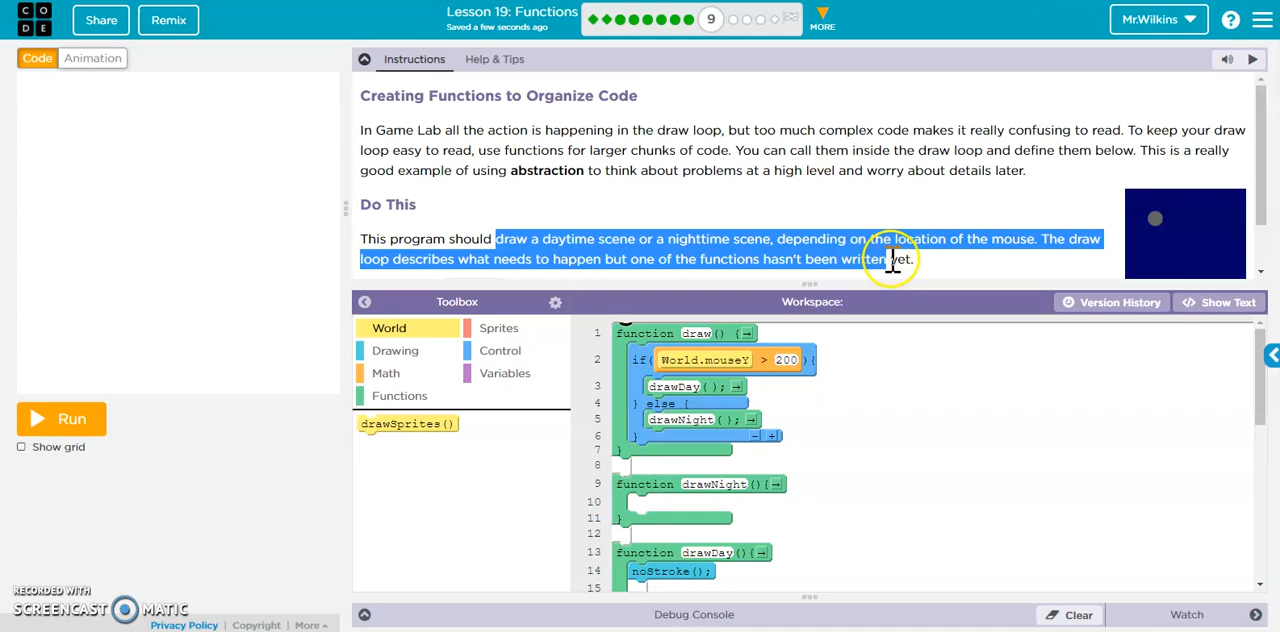 C O
D E
Share
Remix
Lesson 19: Functions
Saved a few seconds ago
9
MORE
Mr.Wilkins
?
Code
Animation
Instructions
Help & Tips
Creating Functions to Organize Code
In Game Lab all the action is happening in the draw loop, but too much complex code makes it really confusing to read. To keep your draw
loop easy to read, use functions for larger chunks of code. You can call them inside the draw loop and define them below. This is a really
good example of using abstraction to think about problems at a high level and worry about details later.
Do This
This program should draw a daytime scene or a nighttime scene, depending on the location of the mouse. The draw
loop describes what needs to happen but one of the functions hasn't been written yet.
Toolbox
Workspace:
Version History
</> Show Text
World
Sprites
Drawing
Control
Math
Variables
Functions
drawSprites()
1 function draw() {
2 if( World.mouseY > 200 ){
3 drawDay();
4 } else {
5 drawNight();
6 }
7 }
8
9 function drawNight(){
10
11 }
12
13 function drawDay(){
14 noStroke();
15
Run
Show grid
RECORDED WITH
SCREENCAST MATIC
Privacy Policy | Copyright | More
Debug Console
Clear
Watch